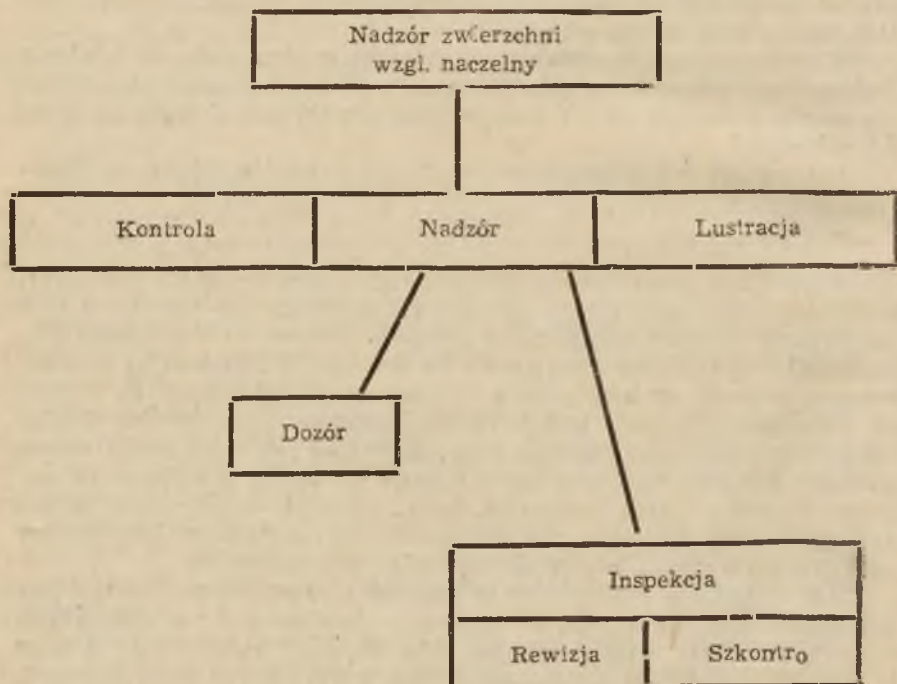 Nadzór zwierzchni
wzgl. naczelny
Kontrola Nadzór Lustracja
Dozór
Inspekcja
Rewizja Szkontro